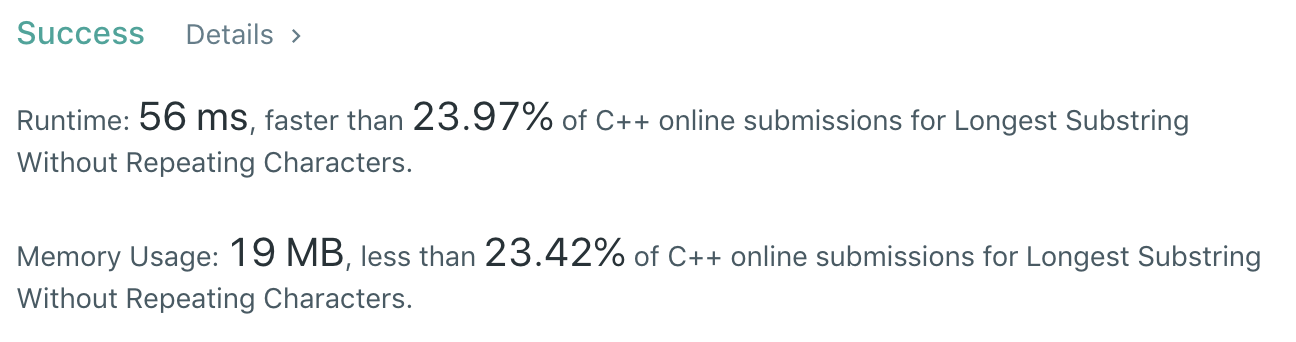 Success Details >
Runtime: 56 ms, faster than 23.97% of C++ online submissions for Longest Substring
Without Repeating Characters.
Memory Usage: 19 MB, less than 23.42% of C++ online submissions for Longest Substring
Without Repeating Characters.